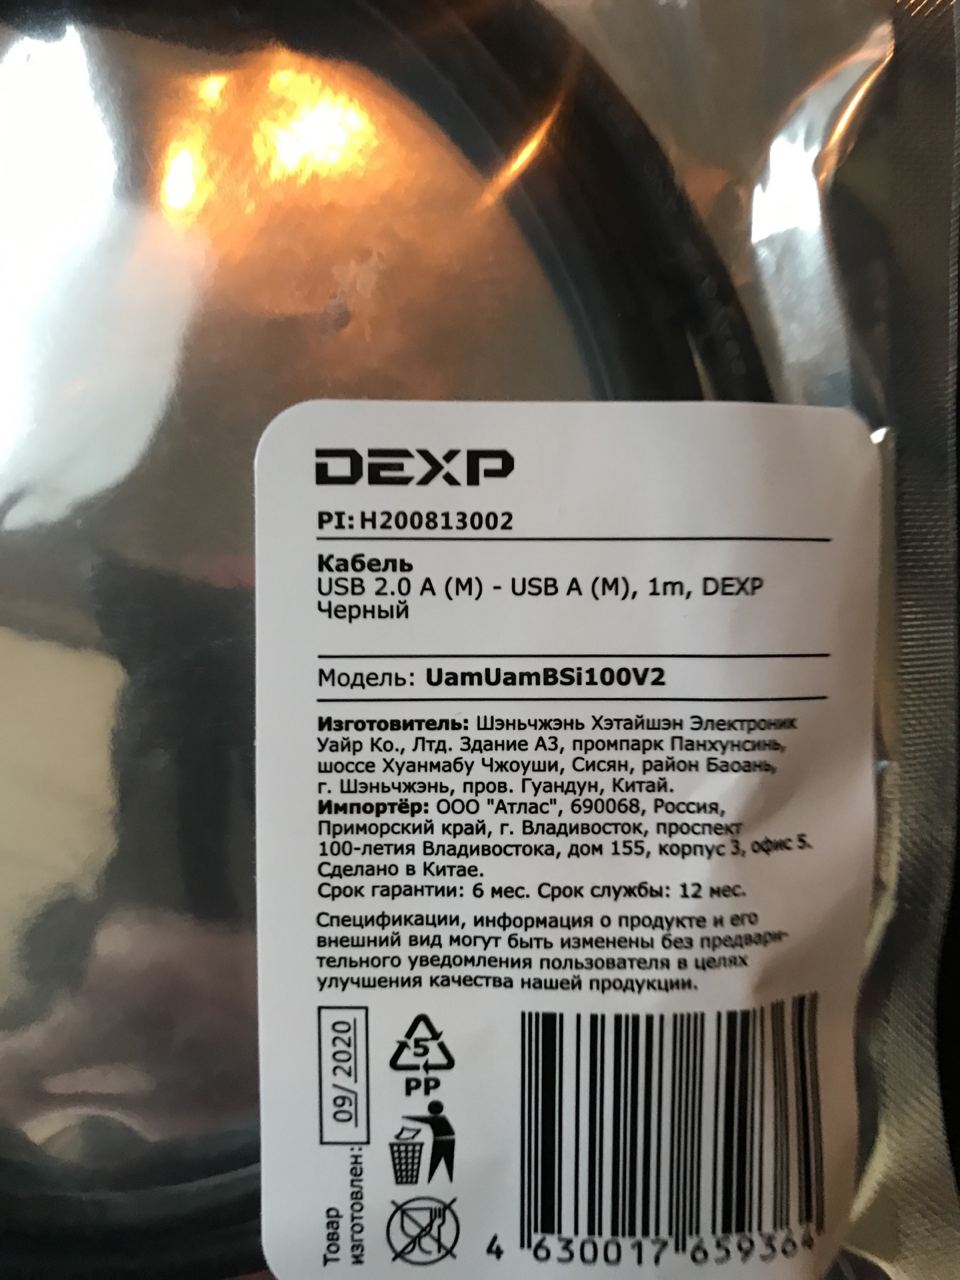 DEXP
PI: H200813002
Кабель
USB 2.0 A (M) - USB A (M), 1m, DEXP
Черный
Модель: UamUamBSi100V2
Изготовитель: Шэньчжэнь Хэтайшэн Электроник
Уайр Ко., Лтд. Здание А3, промпарк Панхунсинь,
шоссе Хуанмабу Чжоуши, Сисян, район Баоань,
г. Шэньчжэнь, пров. Гуандун, Китай.
Импортёр: ООО "Атлас", 690068, Россия,
Приморский край, г. Владивосток, проспект
100-летия Владивостока, дом 155, корпус 3, офис 5.
Сделано в Китае.
Срок гарантии: 6 мес. Срок службы: 12 мес.
Спецификации, информация о продукте и его
внешний вид могут быть изменены без предвари-
тельного уведомления пользователя в целях
улучшения качества нашей продукции.
Товар
изготовлен: 09/2020
5
PP
4 630017 659364